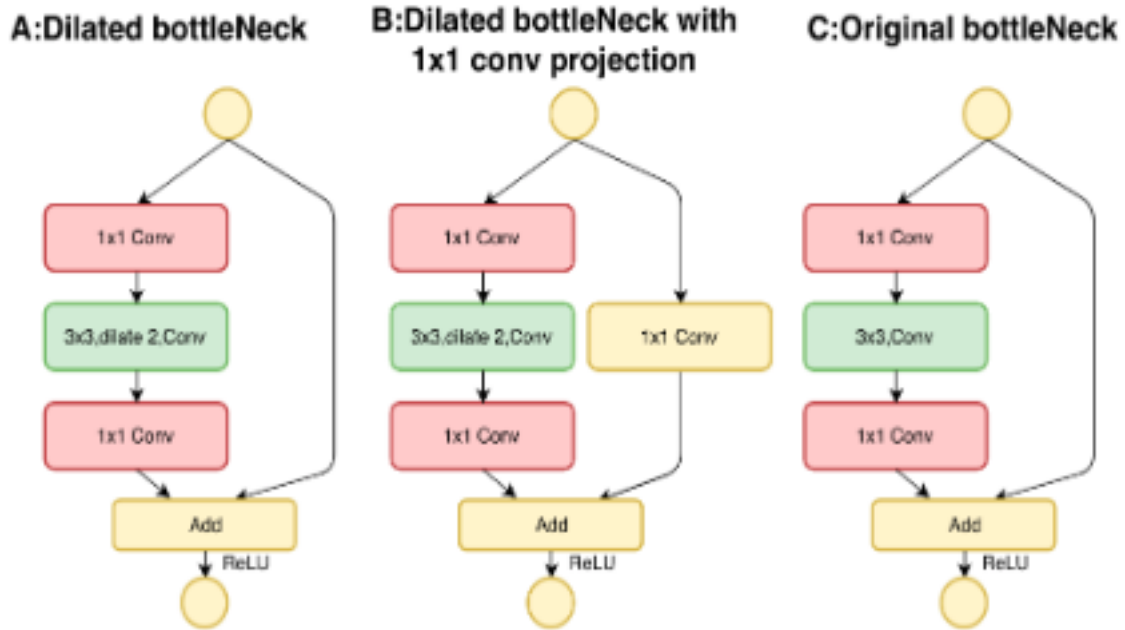 A:Dilated bottleNeck
B:Dilated bottleNeck with
1x1 conv projection
C:Original bottleNeck
1x1 Conv
3x3,dilate 2,Conv
1x1 Conv
Add
ReLU
1x1 Conv
3x3,dilate 2,Conv
1x1 Conv
1x1 Conv
Add
ReLU
1x1 Conv
3x3,Conv
1x1 Conv
Add
ReLU